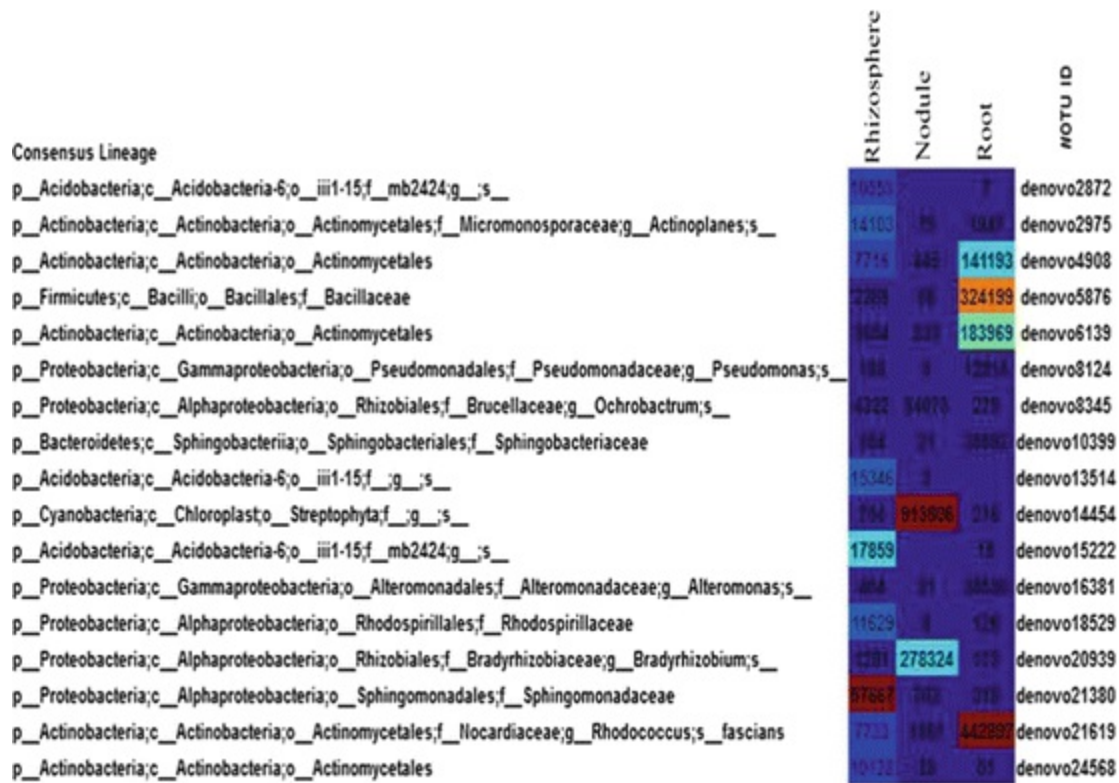 Rhizosphere Nodule Root NOTU ID
Consensus Lineage
p__Acidobacteria;c__Acidobacteria-6;o__iii1-15;f__mb2424;g__;s__ denovo2872
p__Actinobacteria;c__Actinobacteria;o__Actinomycetales;f__Micromonosporaceae;g__Actinoplanes;s__ 14103 denovo2975
p__Actinobacteria;c__Actinobacteria;o__Actinomycetales 7716 141193 denovo4908
p__Firmicutes;c__Bacilli;o__Bacillales;f__Bacillaceae 324199 denovo5876
p__Actinobacteria;c__Actinobacteria;o__Actinomycetales 183969 denovo6139
p__Proteobacteria;c__Gammaproteobacteria;o__Pseudomonadales;f__Pseudomonadaceae;g__Pseudomonas;s__ denovo8124
p__Proteobacteria;c__Alphaproteobacteria;o__Rhizobiales;f__Brucellaceae;g__Ochrobactrum;s__ denovo8345
p__Bacteroidetes;c__Sphingobacteriia;o__Sphingobacteriales;f__Sphingobacteriaceae denovo10399
p__Acidobacteria;c__Acidobacteria-6;o__iii1-15;f__;g__;s__ 15346 denovo13514
p__Cyanobacteria;c__Chloroplast;o__Streptophyta;f__;g__;s__ denovo14454
p__Acidobacteria;c__Acidobacteria-6;o__iii1-15;f__mb2424;g__;s__ 17859 denovo15222
p__Proteobacteria;c__Gammaproteobacteria;o__Alteromonadales;f__Alteromonadaceae;g__Alteromonas;s__ denovo16381
p__Proteobacteria;c__Alphaproteobacteria;o__Rhodospirillales;f__Rhodospirillaceae 11629 denovo18529
p__Proteobacteria;c__Alphaproteobacteria;o__Rhizobiales;f__Bradyrhizobiaceae;g__Bradyrhizobium;s__ 278324 denovo20939
p__Proteobacteria;c__Alphaproteobacteria;o__Sphingomonadales;f__Sphingomonadaceae denovo21380
p__Actinobacteria;c__Actinobacteria;o__Actinomycetales;f__Nocardiaceae;g__Rhodococcus;s__fascians 7733 denovo21619
p__Actinobacteria;c__Actinobacteria;o__Actinomycetales denovo24568